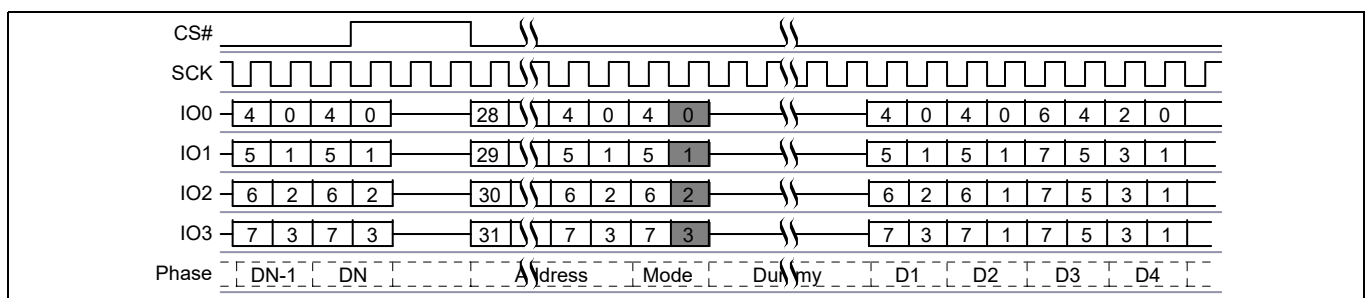 CS#
SCK
IO0 4 0 4 0 28 4 0 4 0 4 0 4 0 6 4 2 0
IO1 5 1 5 1 29 5 1 5 1 5 1 5 1 7 5 3 1
IO2 6 2 6 2 30 6 2 6 2 6 2 6 1 7 5 3 1
IO3 7 3 7 3 31 7 3 7 3 7 3 7 1 7 5 3 1
Phase DN-1 DN Address Mode Dummy D1 D2 D3 D4